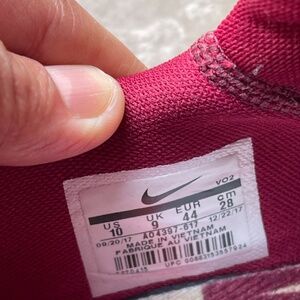 VO2
US UK EUR cm
10 9 44 28
09/20/17 AO4397-617 12/22/17
MADE IN VIETNAM
FABRIQUE AU VIETNAM